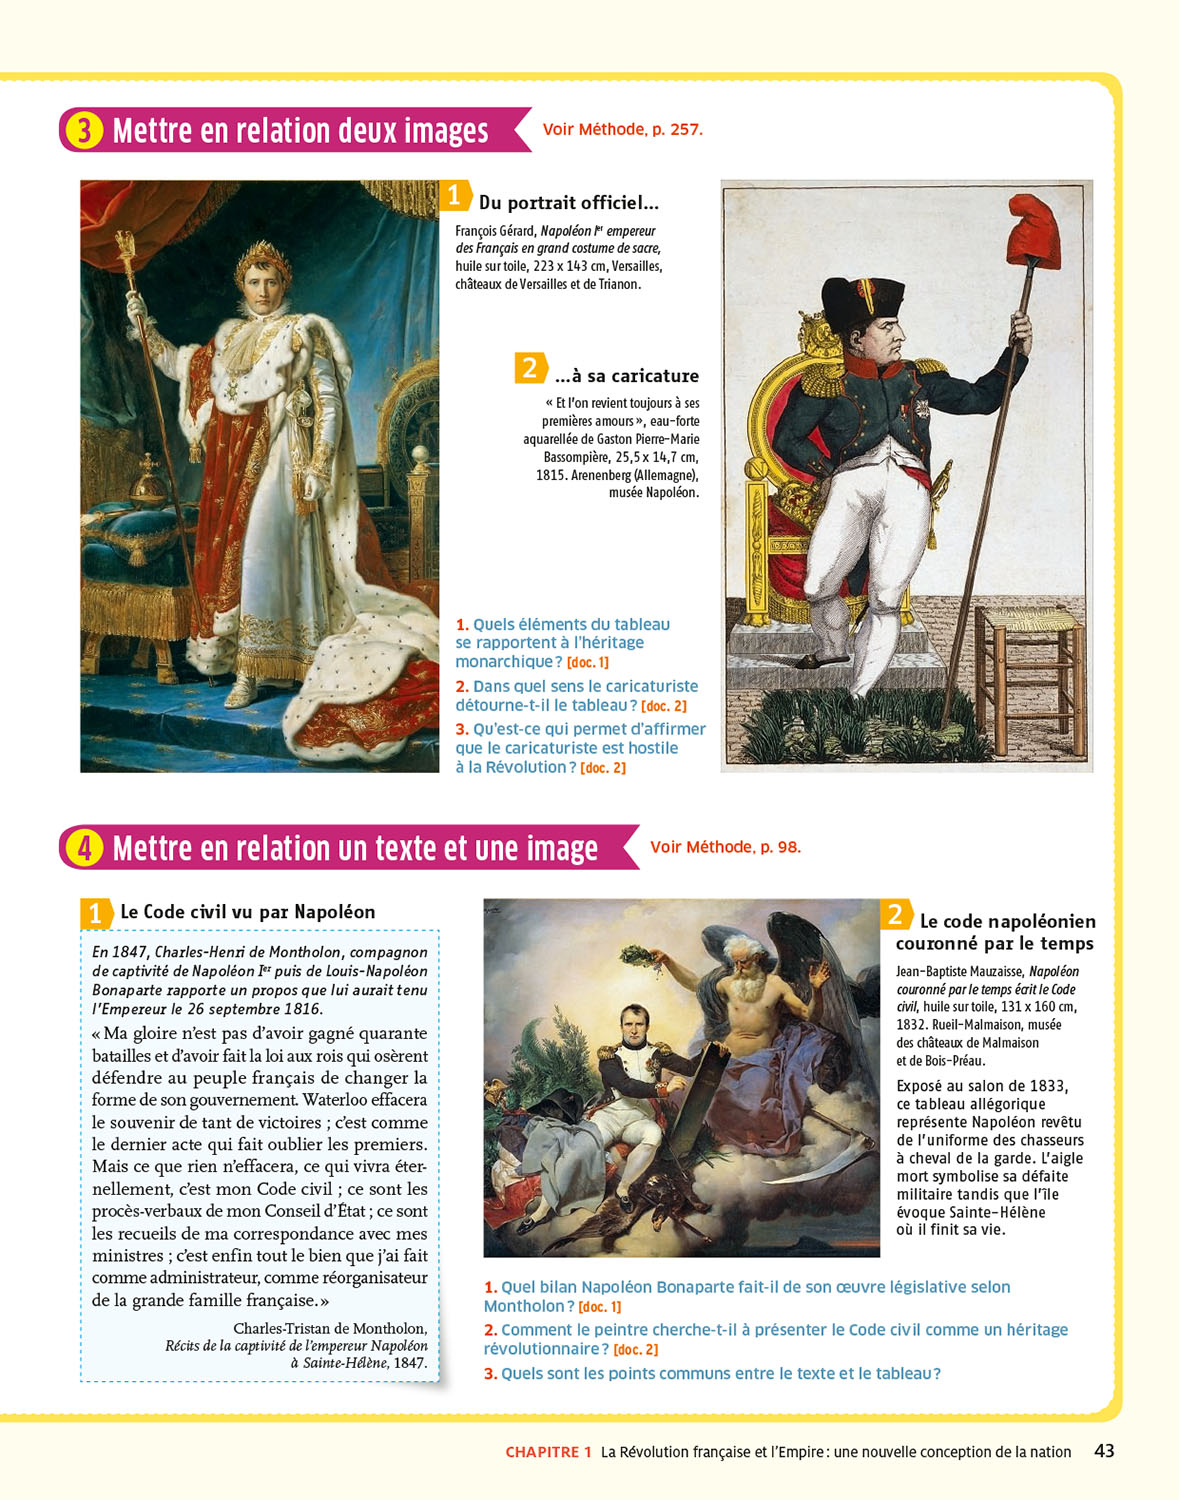 3 Mettre en relation deux images
Voir Méthode, p. 257.
1 Du portrait officiel...
François Gérard, Napoléon Ier empereur
des Français en grand costume de sacre,
huile sur toile, 223 x 143 cm, Versailles,
châteaux de Versailles et de Trianon.
2 ...à sa caricature
« Et l'on revient toujours à ses
premières amours », eau-forte
aquarellée de Gaston Pierre-Marie
Bassompière, 25,5 x 14,7 cm,
1815. Arenenberg (Allemagne),
musée Napoléon.
N
1. Quels éléments du tableau
se rapportent à l'héritage
monarchique ? [doc. 1]
2. Dans quel sens le caricaturiste
détourne-t-il le tableau ? [doc. 2]
3. Qu'est-ce qui permet d'affirmer
que le caricaturiste est hostile
à la Révolution ? [doc. 2]
4 Mettre en relation un texte et une image
Voir Méthode, p. 98.
1 Le Code civil vu par Napoléon
En 1847, Charles-Henri de Montholon, compagnon
de captivité de Napoléon Ier puis de Louis-Napoléon
Bonaparte rapporte un propos que lui aurait tenu
l'Empereur le 26 septembre 1816.
« Ma gloire n'est pas d'avoir gagné quarante
batailles et d'avoir fait la loi aux rois qui osèrent
défendre au peuple français de changer la
forme de son gouvernement. Waterloo effacera
le souvenir de tant de victoires ; c'est comme
le dernier acte qui fait oublier les premiers.
Mais ce que rien n'effacera, ce qui vivra éter-
nellement, c'est mon Code civil ; ce sont les
procès-verbaux de mon Conseil d'État ; ce sont
les recueils de ma correspondance avec mes
ministres ; c'est enfin tout le bien que j'ai fait
comme administrateur, comme réorganisateur
de la grande famille française. »
Charles-Tristan de Montholon,
Récits de la captivité de l'empereur Napoléon
à Sainte-Hélène, 1847.
2 Le code napoléonien
couronné par le temps
Jean-Baptiste Mauzaisse, Napoléon
couronné par le temps écrit le Code
civil, huile sur toile, 131 x 160 cm,
1832. Rueil-Malmaison, musée
des châteaux de Malmaison
et de Bois-Préau.
Exposé au salon de 1833,
ce tableau allégorique
représente Napoléon revêtu
de l'uniforme des chasseurs
à cheval de la garde. L'aigle
mort symbolise sa défaite
militaire tandis que l'île
évoque Sainte-Hélène
où il finit sa vie.
1. Quel bilan Napoléon Bonaparte fait-il de son œuvre législative selon
Montholon ? [doc. 1]
2. Comment le peintre cherche-t-il à présenter le Code civil comme un héritage
révolutionnaire ? [doc. 2]
3. Quels sont les points communs entre le texte et le tableau ?
CHAPITRE 1 La Révolution française et l'Empire : une nouvelle conception de la nation 43